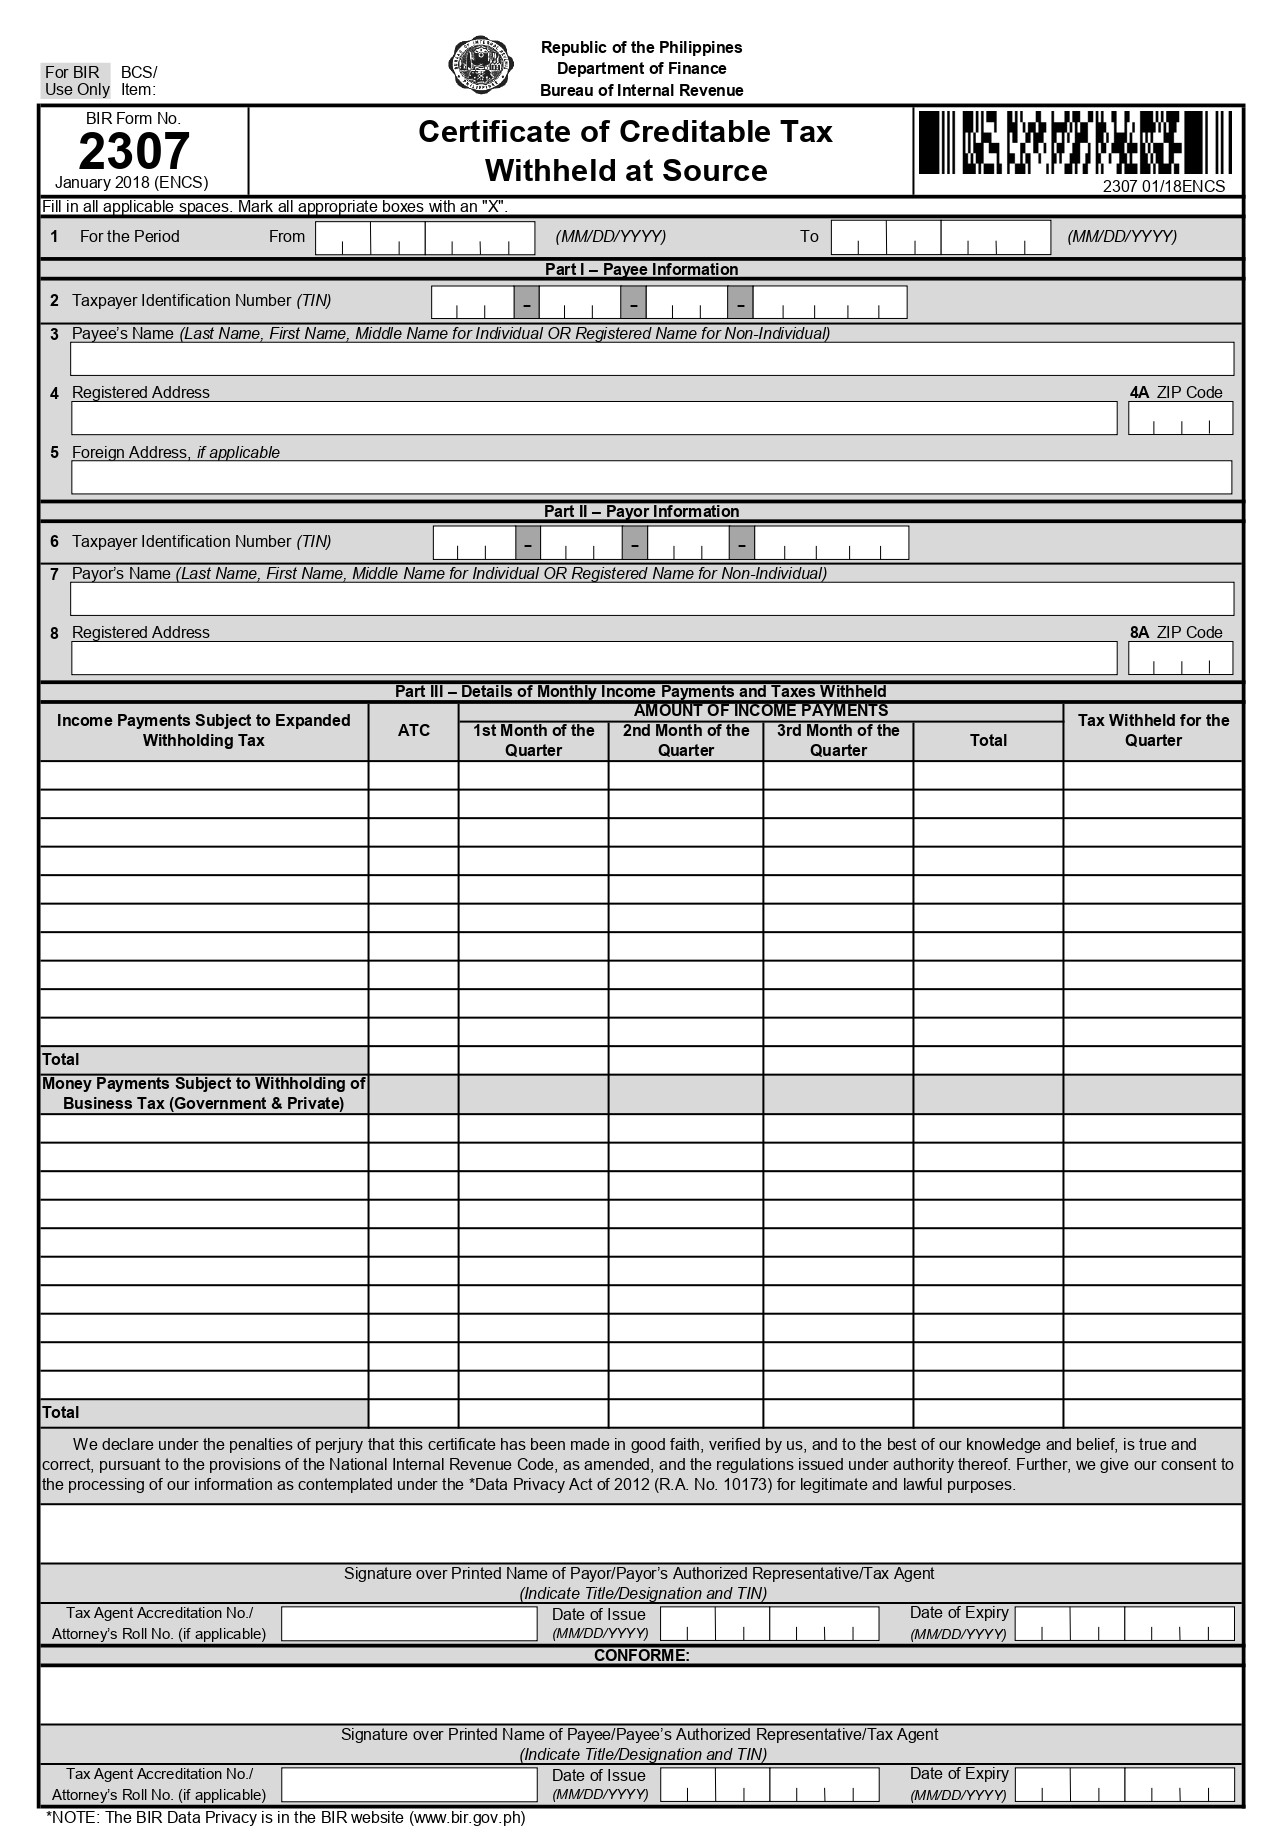 For BIR BCS/
Use Only Item:
Republic of the Philippines
Department of Finance
Bureau of Internal Revenue
BIR Form No.
2307
January 2018 (ENCS)
Certificate of Creditable Tax
Withheld at Source
2307 01/18ENCS
Fill in all applicable spaces. Mark all appropriate boxes with an "X".
1 For the Period From (MM/DD/YYYY) To (MM/DD/YYYY)
Part I – Payee Information
2 Taxpayer Identification Number (TIN) – – –
3 Payee’s Name (Last Name, First Name, Middle Name for Individual OR Registered Name for Non-Individual)
4 Registered Address 4A ZIP Code
5 Foreign Address, if applicable
Part II – Payor Information
6 Taxpayer Identification Number (TIN) – – –
7 Payor’s Name (Last Name, First Name, Middle Name for Individual OR Registered Name for Non-Individual)
8 Registered Address 8A ZIP Code
Part III – Details of Monthly Income Payments and Taxes Withheld
Income Payments Subject to Expanded
Withholding Tax
ATC
AMOUNT OF INCOME PAYMENTS
1st Month of the
Quarter
2nd Month of the
Quarter
3rd Month of the
Quarter
Total
Tax Withheld for the
Quarter
Total
Money Payments Subject to Withholding of
Business Tax (Government & Private)
Total
We declare under the penalties of perjury that this certificate has been made in good faith, verified by us, and to the best of our knowledge and belief, is true and
correct, pursuant to the provisions of the National Internal Revenue Code, as amended, and the regulations issued under authority thereof. Further, we give our consent to
the processing of our information as contemplated under the *Data Privacy Act of 2012 (R.A. No. 10173) for legitimate and lawful purposes.
Signature over Printed Name of Payor/Payor’s Authorized Representative/Tax Agent
(Indicate Title/Designation and TIN)
Tax Agent Accreditation No./
Attorney’s Roll No. (if applicable)
Date of Issue
(MM/DD/YYYY)
Date of Expiry
(MM/DD/YYYY)
CONFORME:
Signature over Printed Name of Payee/Payee’s Authorized Representative/Tax Agent
(Indicate Title/Designation and TIN)
Tax Agent Accreditation No./
Attorney’s Roll No. (if applicable)
Date of Issue
(MM/DD/YYYY)
Date of Expiry
(MM/DD/YYYY)
*NOTE: The BIR Data Privacy is in the BIR website (www.bir.gov.ph)